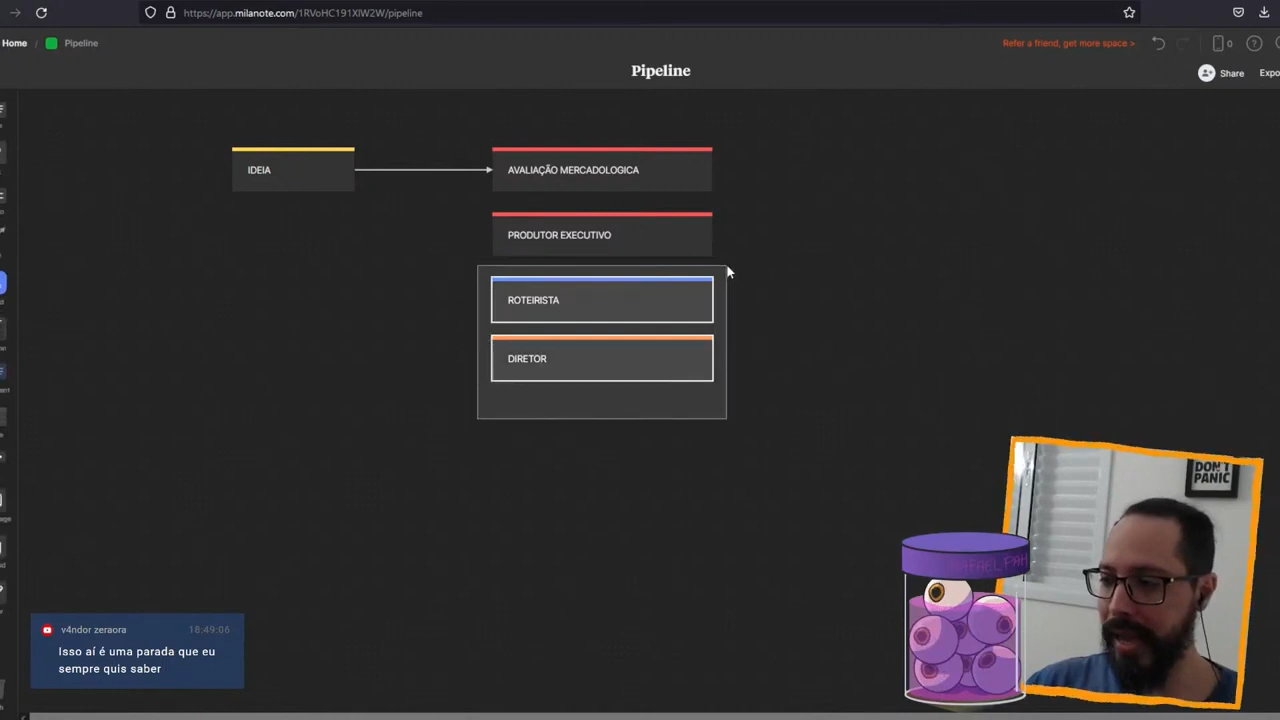 https://app.milanote.com/1RVoHC191XlW2W/pipeline
Home / Pipeline
Refer a friend, get more space >
0
?
Pipeline
Share
Expo
IDEIA
AVALIAÇÃO MERCADOLOGICA
PRODUTOR EXECUTIVO
ROTEIRISTA
DIRETOR
DON'T
PANIC
v4ndor zeraora 18:49:06
Isso aí é uma parada que eu
sempre quis saber